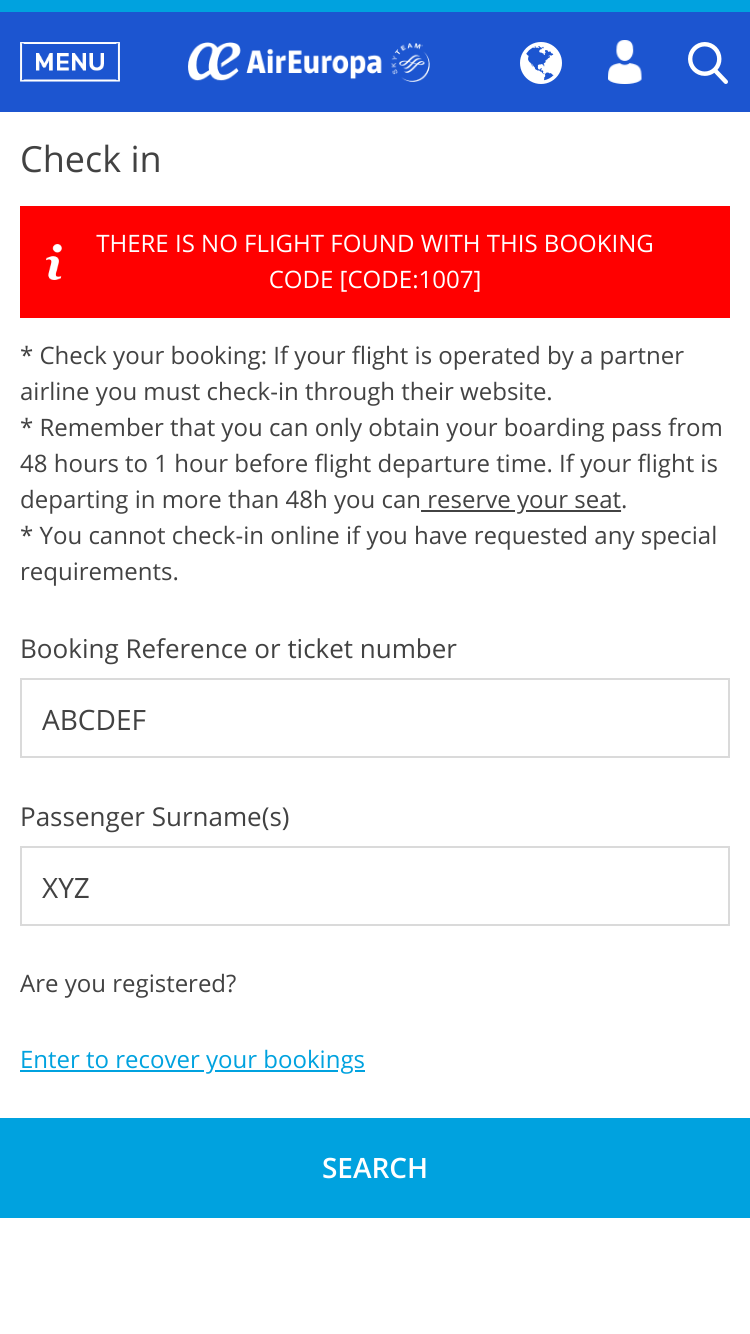 MENU
AirEuropa
SKYTEAM
Check in
THERE IS NO FLIGHT FOUND WITH THIS BOOKING
CODE [CODE:1007]
* Check your booking: If your flight is operated by a partner
airline you must check-in through their website.
* Remember that you can only obtain your boarding pass from
48 hours to 1 hour before flight departure time. If your flight is
departing in more than 48h you can reserve your seat.
* You cannot check-in online if you have requested any special
requirements.
Booking Reference or ticket number
ABCDEF
Passenger Surname(s)
XYZ
Are you registered?
Enter to recover your bookings
SEARCH